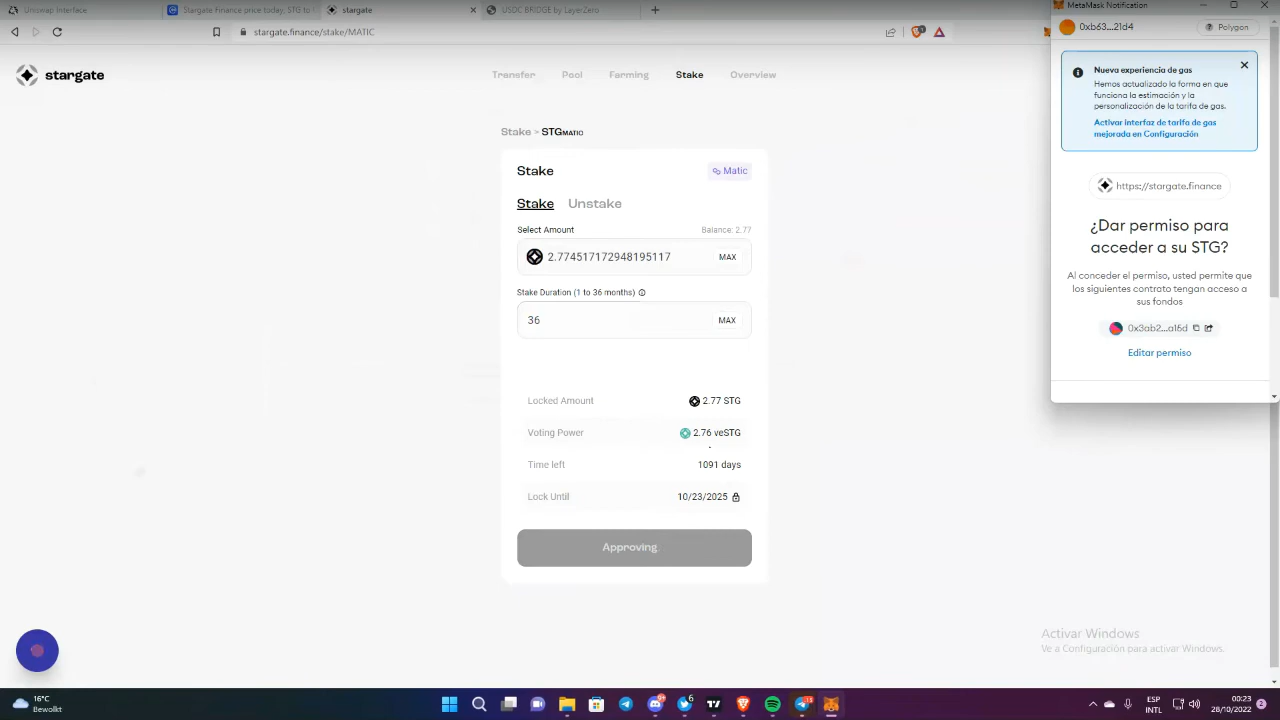 Uniswap Interface
Stargate Finance price today, STG to
stargate
USDC BRIDGE by LayerZero
stargate.finance/stake/MATIC
stargate
Transfer
Pool
Farming
Stake
Overview
Stake > STGMATIC
Stake
Matic
Stake
Unstake
Select Amount
Balance: 2.77
2.774517172948195117
MAX
Stake Duration (1 to 36 months)
36
MAX
Locked Amount
2.77 STG
Voting Power
2.76 veSTG
Time left
1091 days
Lock Until
10/23/2025
Approving
MetaMask Notification
0xb63...21d4
Polygon
Nueva experiencia de gas
Hemos actualizado la forma en que
funciona la estimación y la
personalización de la tarifa de gas.
Activar interfaz de tarifa de gas
mejorada en Configuración
https://stargate.finance
¿Dar permiso para
acceder a su STG?
Al conceder el permiso, usted permite que
los siguientes contrato tengan acceso a
sus fondos
0x3ab2...a16d
Editar permiso
Activar Windows
Ve a Configuración para activar Windows.
16°C
Bewolkt
ESP
INTL
00:23
28/10/2022